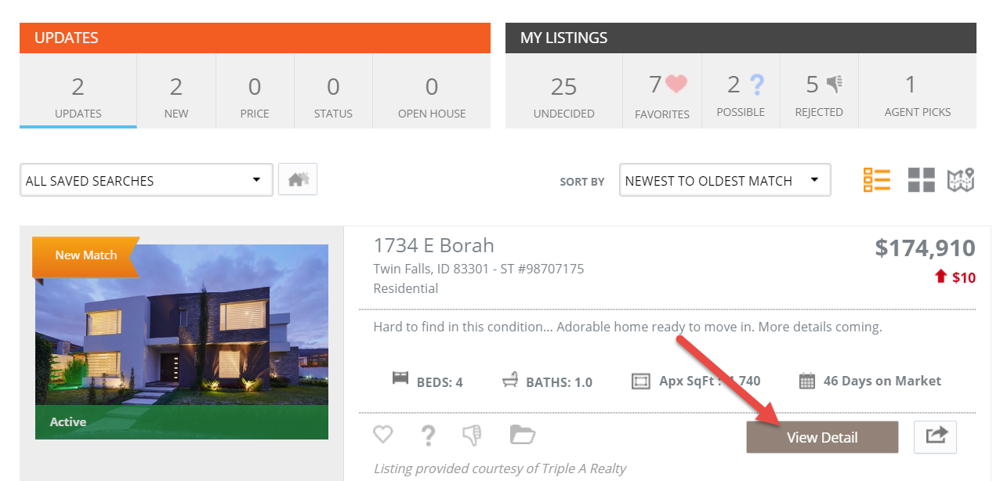 UPDATES
2 2 0 0 0
UPDATES NEW PRICE STATUS OPEN HOUSE
MY LISTINGS
25 7 2 ? 5 1
UNDECIDED FAVORITES POSSIBLE REJECTED AGENT PICKS
ALL SAVED SEARCHES
SORT BY NEWEST TO OLDEST MATCH
New Match
Active
1734 E Borah
$174,910
Twin Falls, ID 83301 - ST #98707175
$10
Residential
Hard to find in this condition... Adorable home ready to move in. More details coming.
BEDS: 4 BATHS: 1.0 Apx SqFt : 740 46 Days on Market
? View Detail
Listing provided courtesy of Triple A Realty